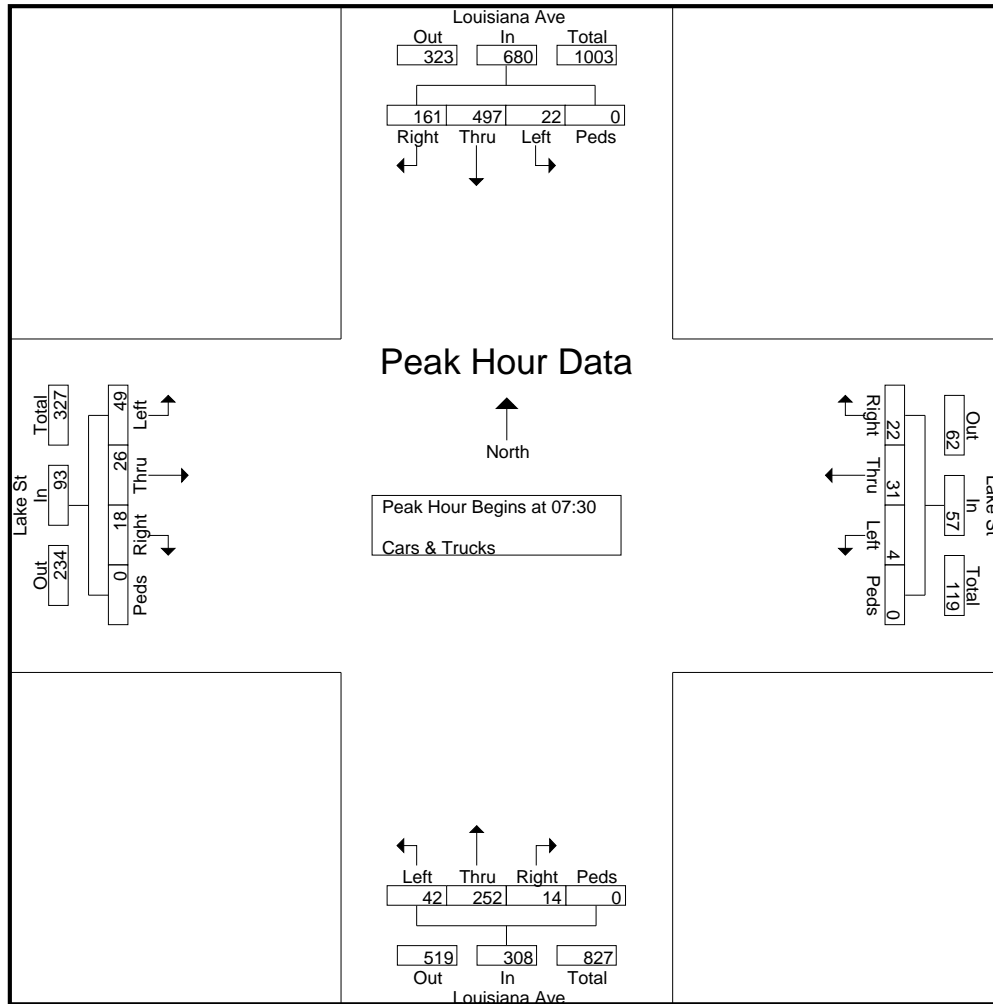 Louisiana Ave
Out In Total
323 680 1003
161 497 22 0
Right Thru Left Peds
Peak Hour Data
North
Peak Hour Begins at 07:30
Cars & Trucks
Lake St
Out In Total
234 93 327
0 18 26 49
Peds Right Thru Left
Lake St
Out In Total
62 57 119
22 31 4 0
Right Thru Left Peds
Left Thru Right Peds
42 252 14 0
519 308 827
Out In Total
Louisiana Ave